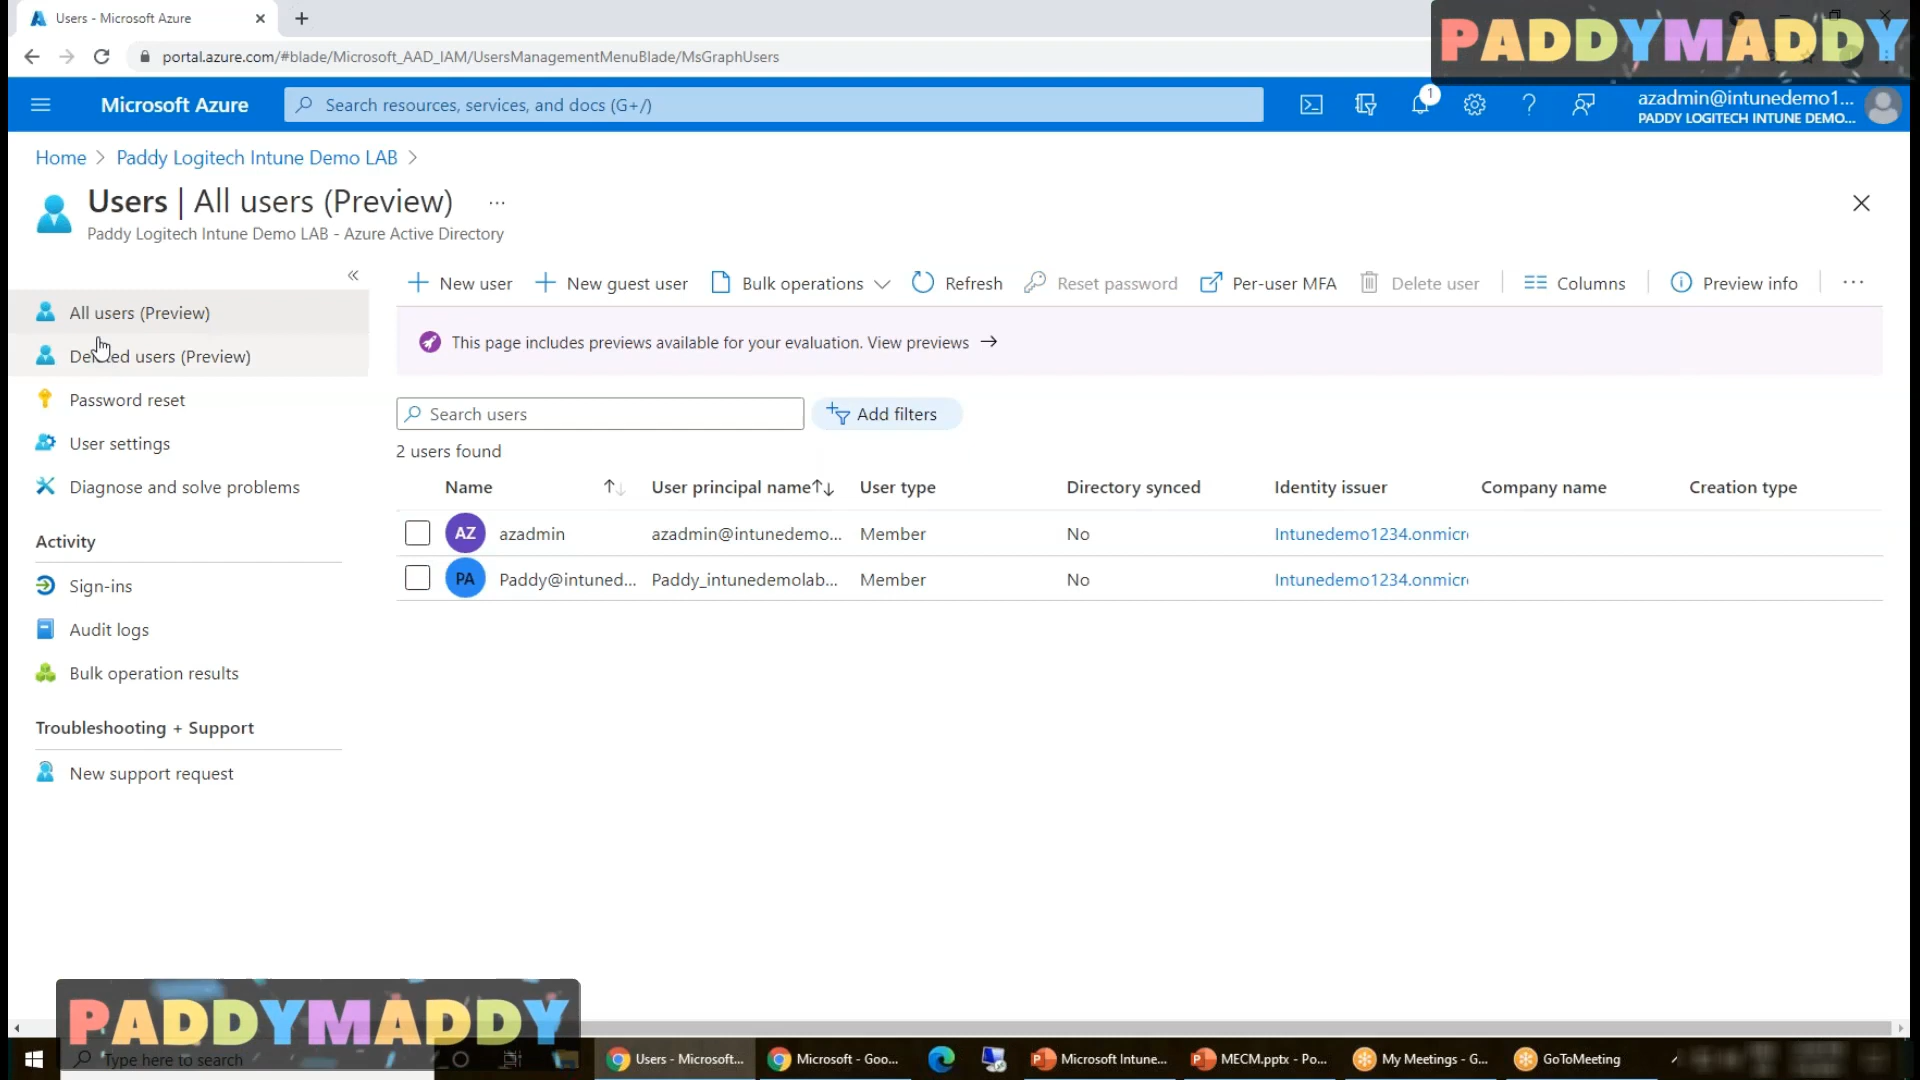 Users - Microsoft Azure
PADDYMADDY
portal.azure.com/#blade/Microsoft_AAD_IAM/UsersManagementMenuBlade/MsGraphUsers
Microsoft Azure
Search resources, services, and docs (G+/)
1
azadmin@intunedemo1...
PADDY LOGITECH INTUNE DEMO...
Home > Paddy Logitech Intune Demo LAB >
Users | All users (Preview) ...
Paddy Logitech Intune Demo LAB - Azure Active Directory
All users (Preview)
Deleted users (Preview)
Password reset
User settings
Diagnose and solve problems
Activity
Sign-ins
Audit logs
Bulk operation results
Troubleshooting + Support
New support request
New user New guest user Bulk operations Refresh Reset password Per-user MFA Delete user Columns Preview info ...
This page includes previews available for your evaluation. View previews →
Search users Add filters
2 users found
Name User principal name User type Directory synced Identity issuer Company name Creation type
AZ azadmin azadmin@intunedemo... Member No Intunedemo1234.onmicr
PA Paddy@intuned... Paddy_intunedemolab... Member No Intunedemo1234.onmicr
PADDYMADDY
Type here to search
Users - Microsoft... Microsoft - Goo... Microsoft Intune... MECM.pptx - Po... My Meetings - G... GoToMeeting